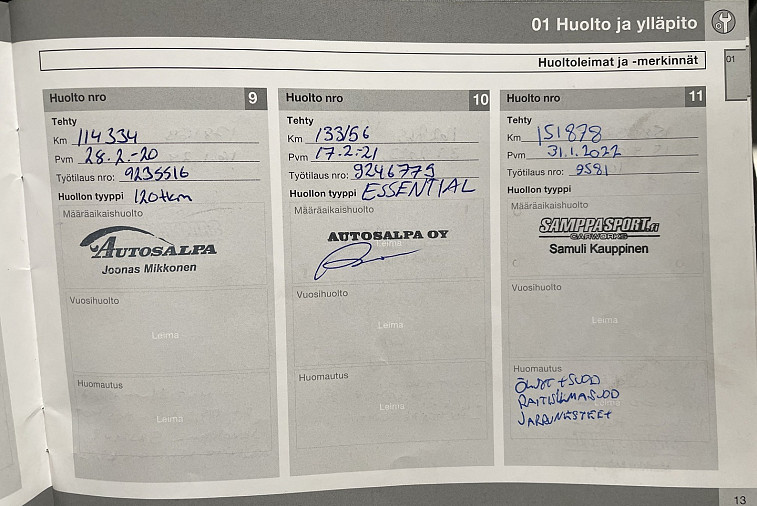 01 Huolto ja ylläpito
Huoltoleimat ja -merkinnät
01
Huolto nro 9
Tehty
Km 114334
Pvm 28.2.-20
Työtilaus nro: 9235516
Huollon tyyppi 120tkm
Määräaikaishuolto
AUTOSALPA
Joonas Mikkonen
Vuosihuolto
Leima
Huomautus
Leima
Huolto nro 10
Tehty
Km 133156
Pvm 17.2-21
Työtilaus nro: 9246779
Huollon tyyppi ESSENTIAL
Määräaikaishuolto
AUTOSALPA OY
Leima
Vuosihuolto
Leima
Huomautus
Leima
Huolto nro 11
Tehty
Km 151878
Pvm 31.1.2022
Työtilaus nro: 9581
Huollon tyyppi
Määräaikaishuolto
SAMPPASPORT.fi
CARWORKS
Samuli Kauppinen
Vuosihuolto
Leima
Huomautus
ÖLJYT + SUOD
RAITISILMASUOD
Leima
JARRUNESTEET
13